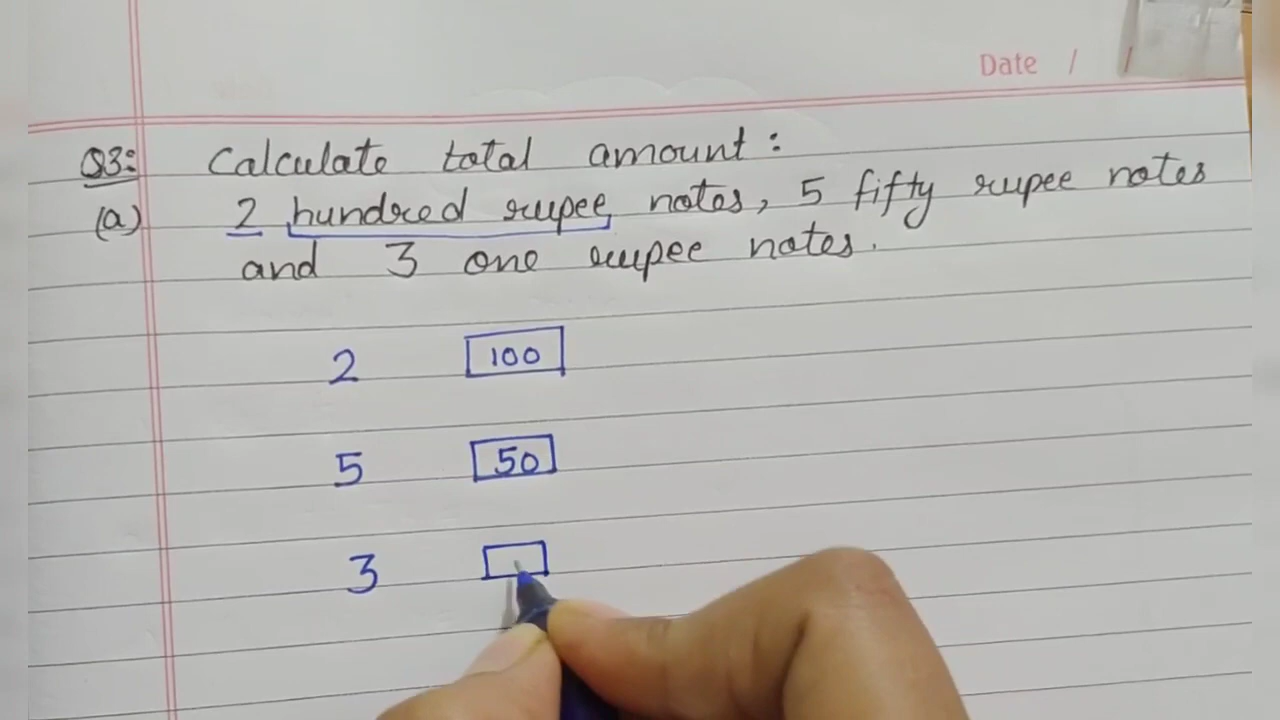 Date / /
Q3: Calculate total amount:
(a) 2 hundred rupee notes, 5 fifty rupee notes
and 3 one rupee notes.
2 100
5 50
3